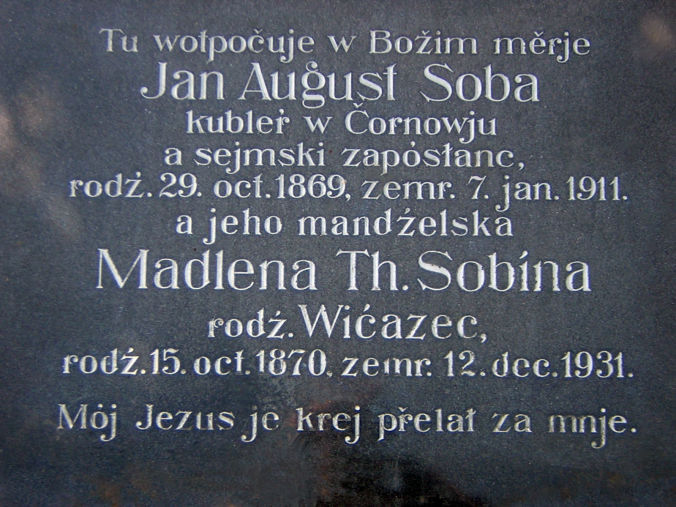 Tu wotpočuje w Božim měrje
Jan August Soba
kubleŕ w Čornowju
a sejmski zapósłanc,
rodź. 29. oct. 1869, zemr. 7. jan. 1911.
a jeho mandźelska
Madlena Th. Sobina
rodź. Wićazec,
rodź. 15. oct. 1870, zemr. 12. dec. 1931.
Mój Jezus je krej přelał za mnje.